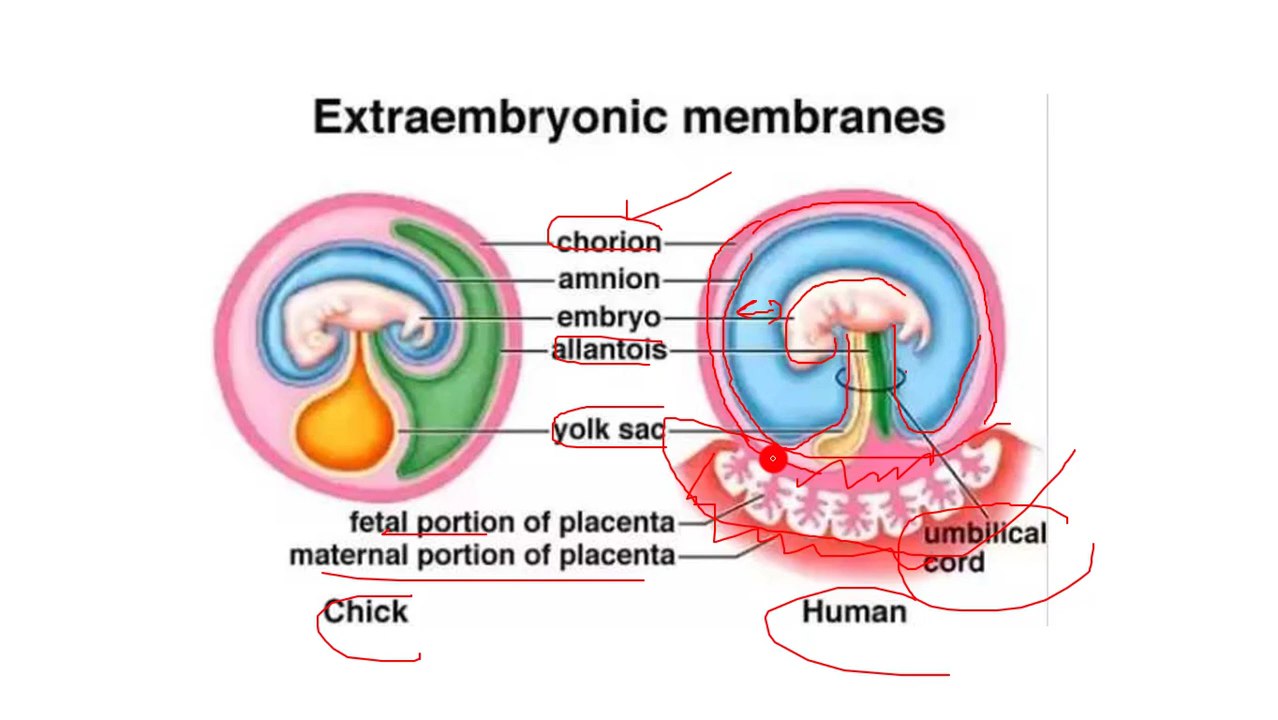 Extraembryonic membranes
chorion
amnion
embryo
allantois
yolk sac
fetal portion of placenta
maternal portion of placenta
umbilical
cord
Chick
Human